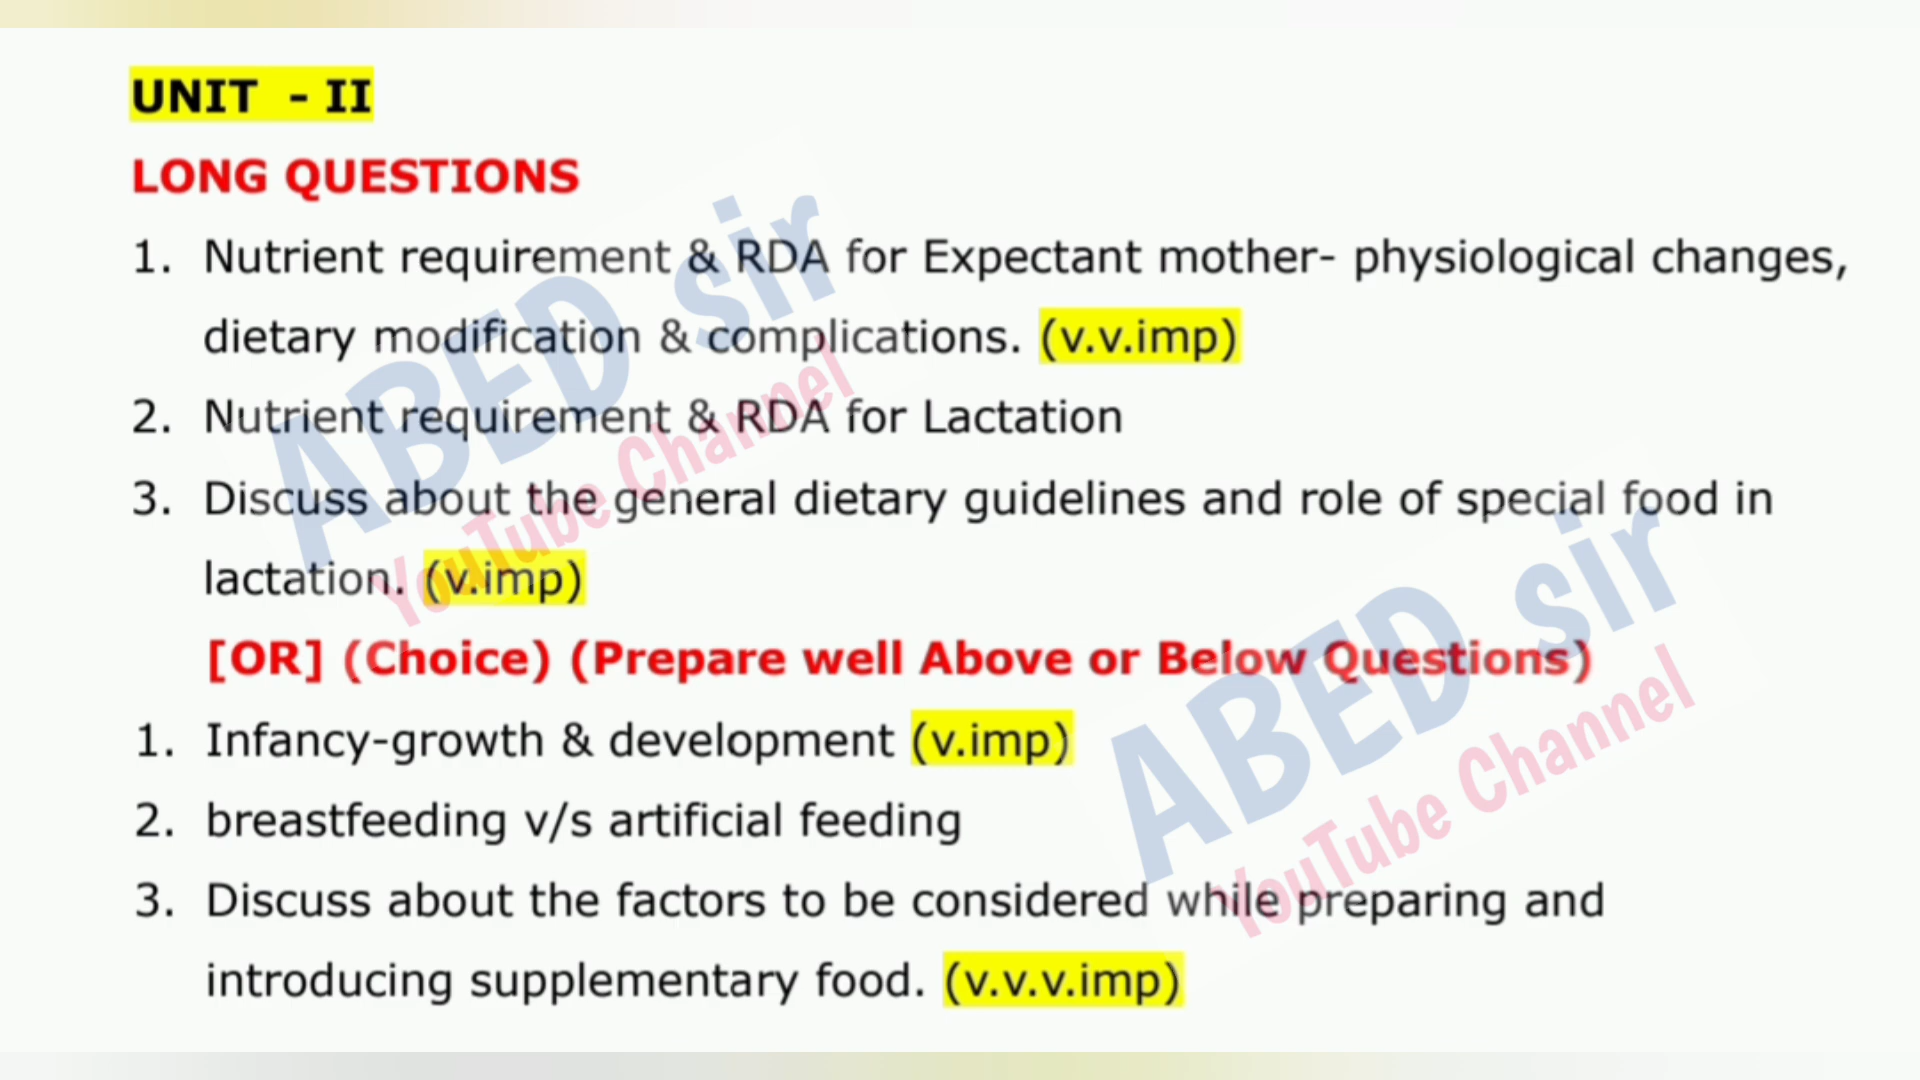 UNIT - II
LONG QUESTIONS
1. Nutrient requirement & RDA for Expectant mother- physiological changes,
dietary modification & complications. (v.v.imp)
2. Nutrient requirement & RDA for Lactation
3. Discuss about the general dietary guidelines and role of special food in
lactation. (v.imp)
[OR] (Choice) (Prepare well Above or Below Questions)
1. Infancy-growth & development (v.imp)
2. breastfeeding v/s artificial feeding
3. Discuss about the factors to be considered while preparing and
introducing supplementary food. (v.v.v.imp)
ABED sir
YouTube Channel
ABED sir
YouTube Channel